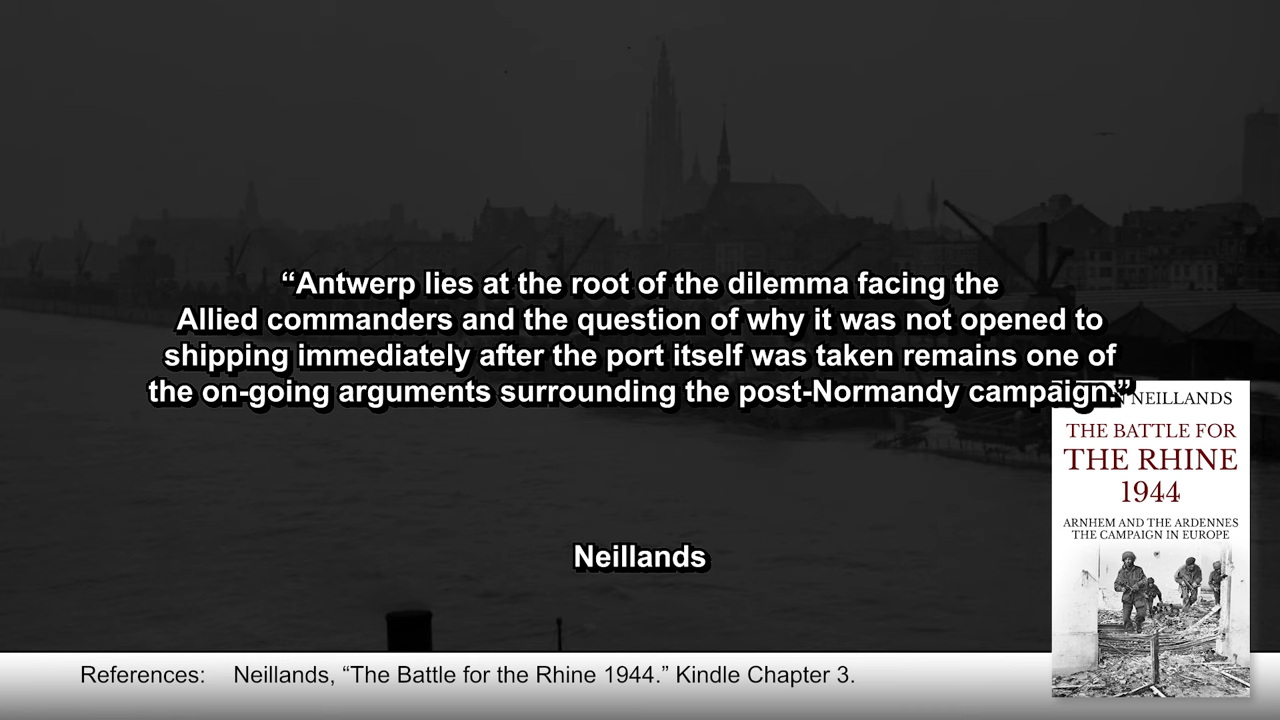 “Antwerp lies at the root of the dilemma facing the
Allied commanders and the question of why it was not opened to
shipping immediately after the port itself was taken remains one of
the on-going arguments surrounding the post-Normandy campaign.”
NEILLANDS
THE BATTLE FOR
THE RHINE
1944
ARNHEM AND THE ARDENNES
THE CAMPAIGN IN EUROPE
Neillands
References: Neillands, “The Battle for the Rhine 1944.” Kindle Chapter 3.